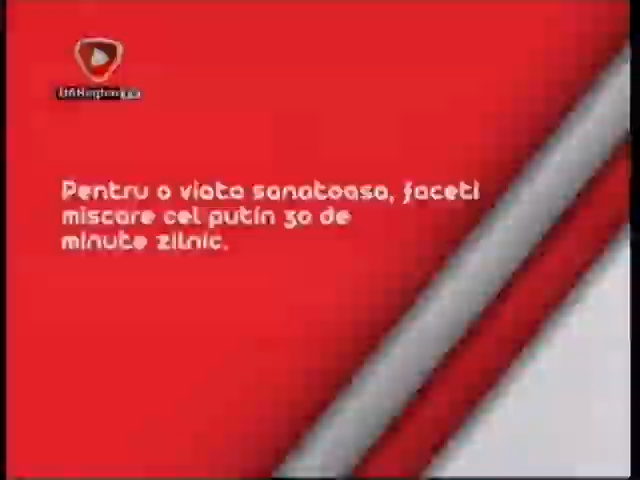 Pentru o viata sanatoasa, faceti
miscare cel putin 30 de
minute zilnic.